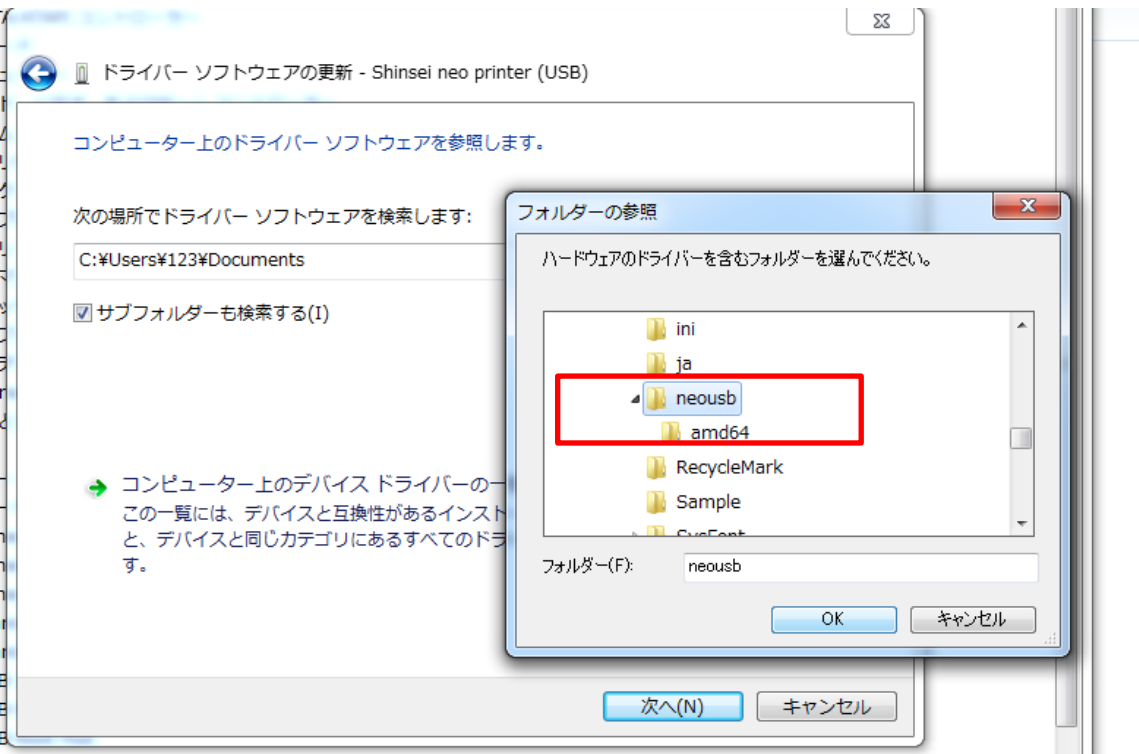 ドライバー ソフトウェアの更新 - Shinsei neo printer (USB)
コンピューター上のドライバー ソフトウェアを参照します。
次の場所でドライバー ソフトウェアを検索します:
C:¥Users¥123¥Documents
サブフォルダーも検索する(I)
コンピューター上のデバイス ドライバーの一
この一覧には、デバイスと互換性があるインスト
と、デバイスと同じカテゴリにあるすべてのドラ
す。
次へ(N)
キャンセル
フォルダーの参照
ハードウェアのドライバーを含むフォルダーを選んでください。
ini
ja
neousb
amd64
RecycleMark
Sample
SysFont
フォルダー(F):
neousb
OK
キャンセル